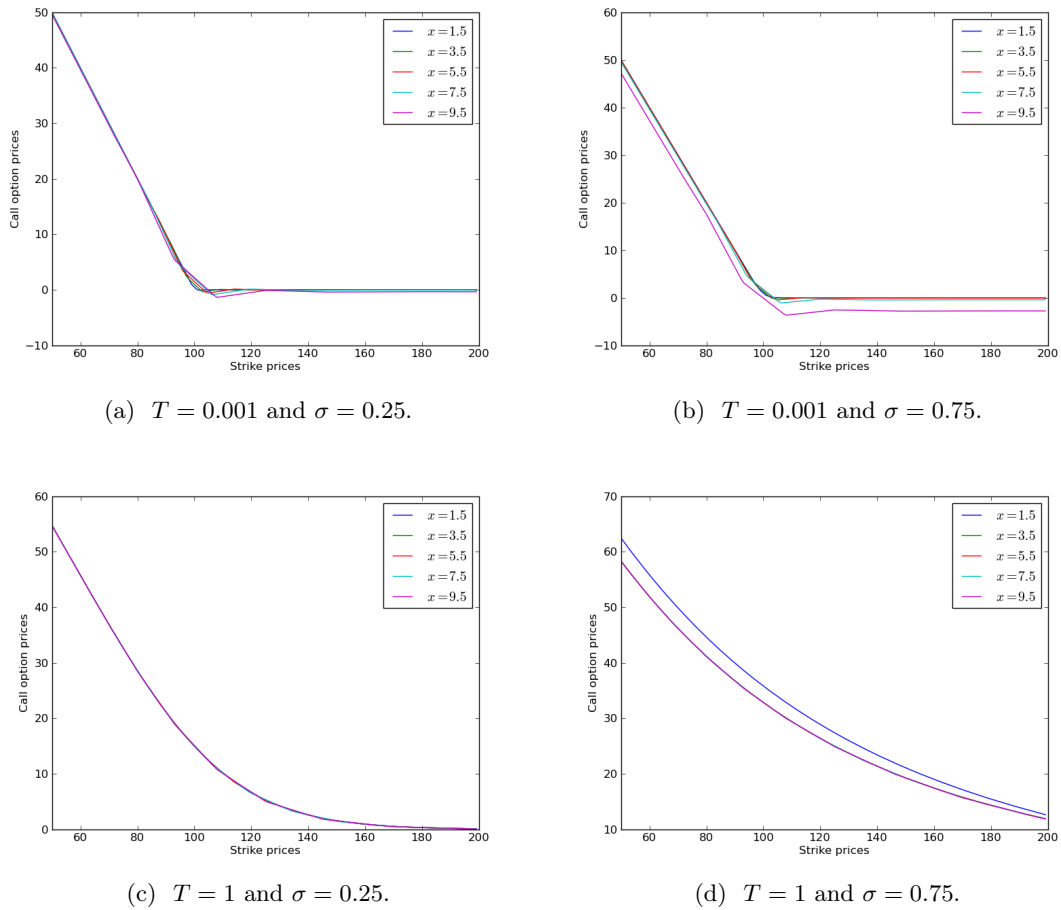 50
40
30
20
10
0
−10
60 80 100 120 140 160 180 200
Call option prices
Strike prices
x=1.5
x=3.5
x=5.5
x=7.5
x=9.5
(a) T = 0.001 and σ = 0.25.
60
50
40
30
20
10
0
−10
60 80 100 120 140 160 180 200
Call option prices
Strike prices
x=1.5
x=3.5
x=5.5
x=7.5
x=9.5
(b) T = 0.001 and σ = 0.75.
60
50
40
30
20
10
0
60 80 100 120 140 160 180 200
Call option prices
Strike prices
x=1.5
x=3.5
x=5.5
x=7.5
x=9.5
(c) T = 1 and σ = 0.25.
70
60
50
40
30
20
10
60 80 100 120 140 160 180 200
Call option prices
Strike prices
x=1.5
x=3.5
x=5.5
x=7.5
x=9.5
(d) T = 1 and σ = 0.75.